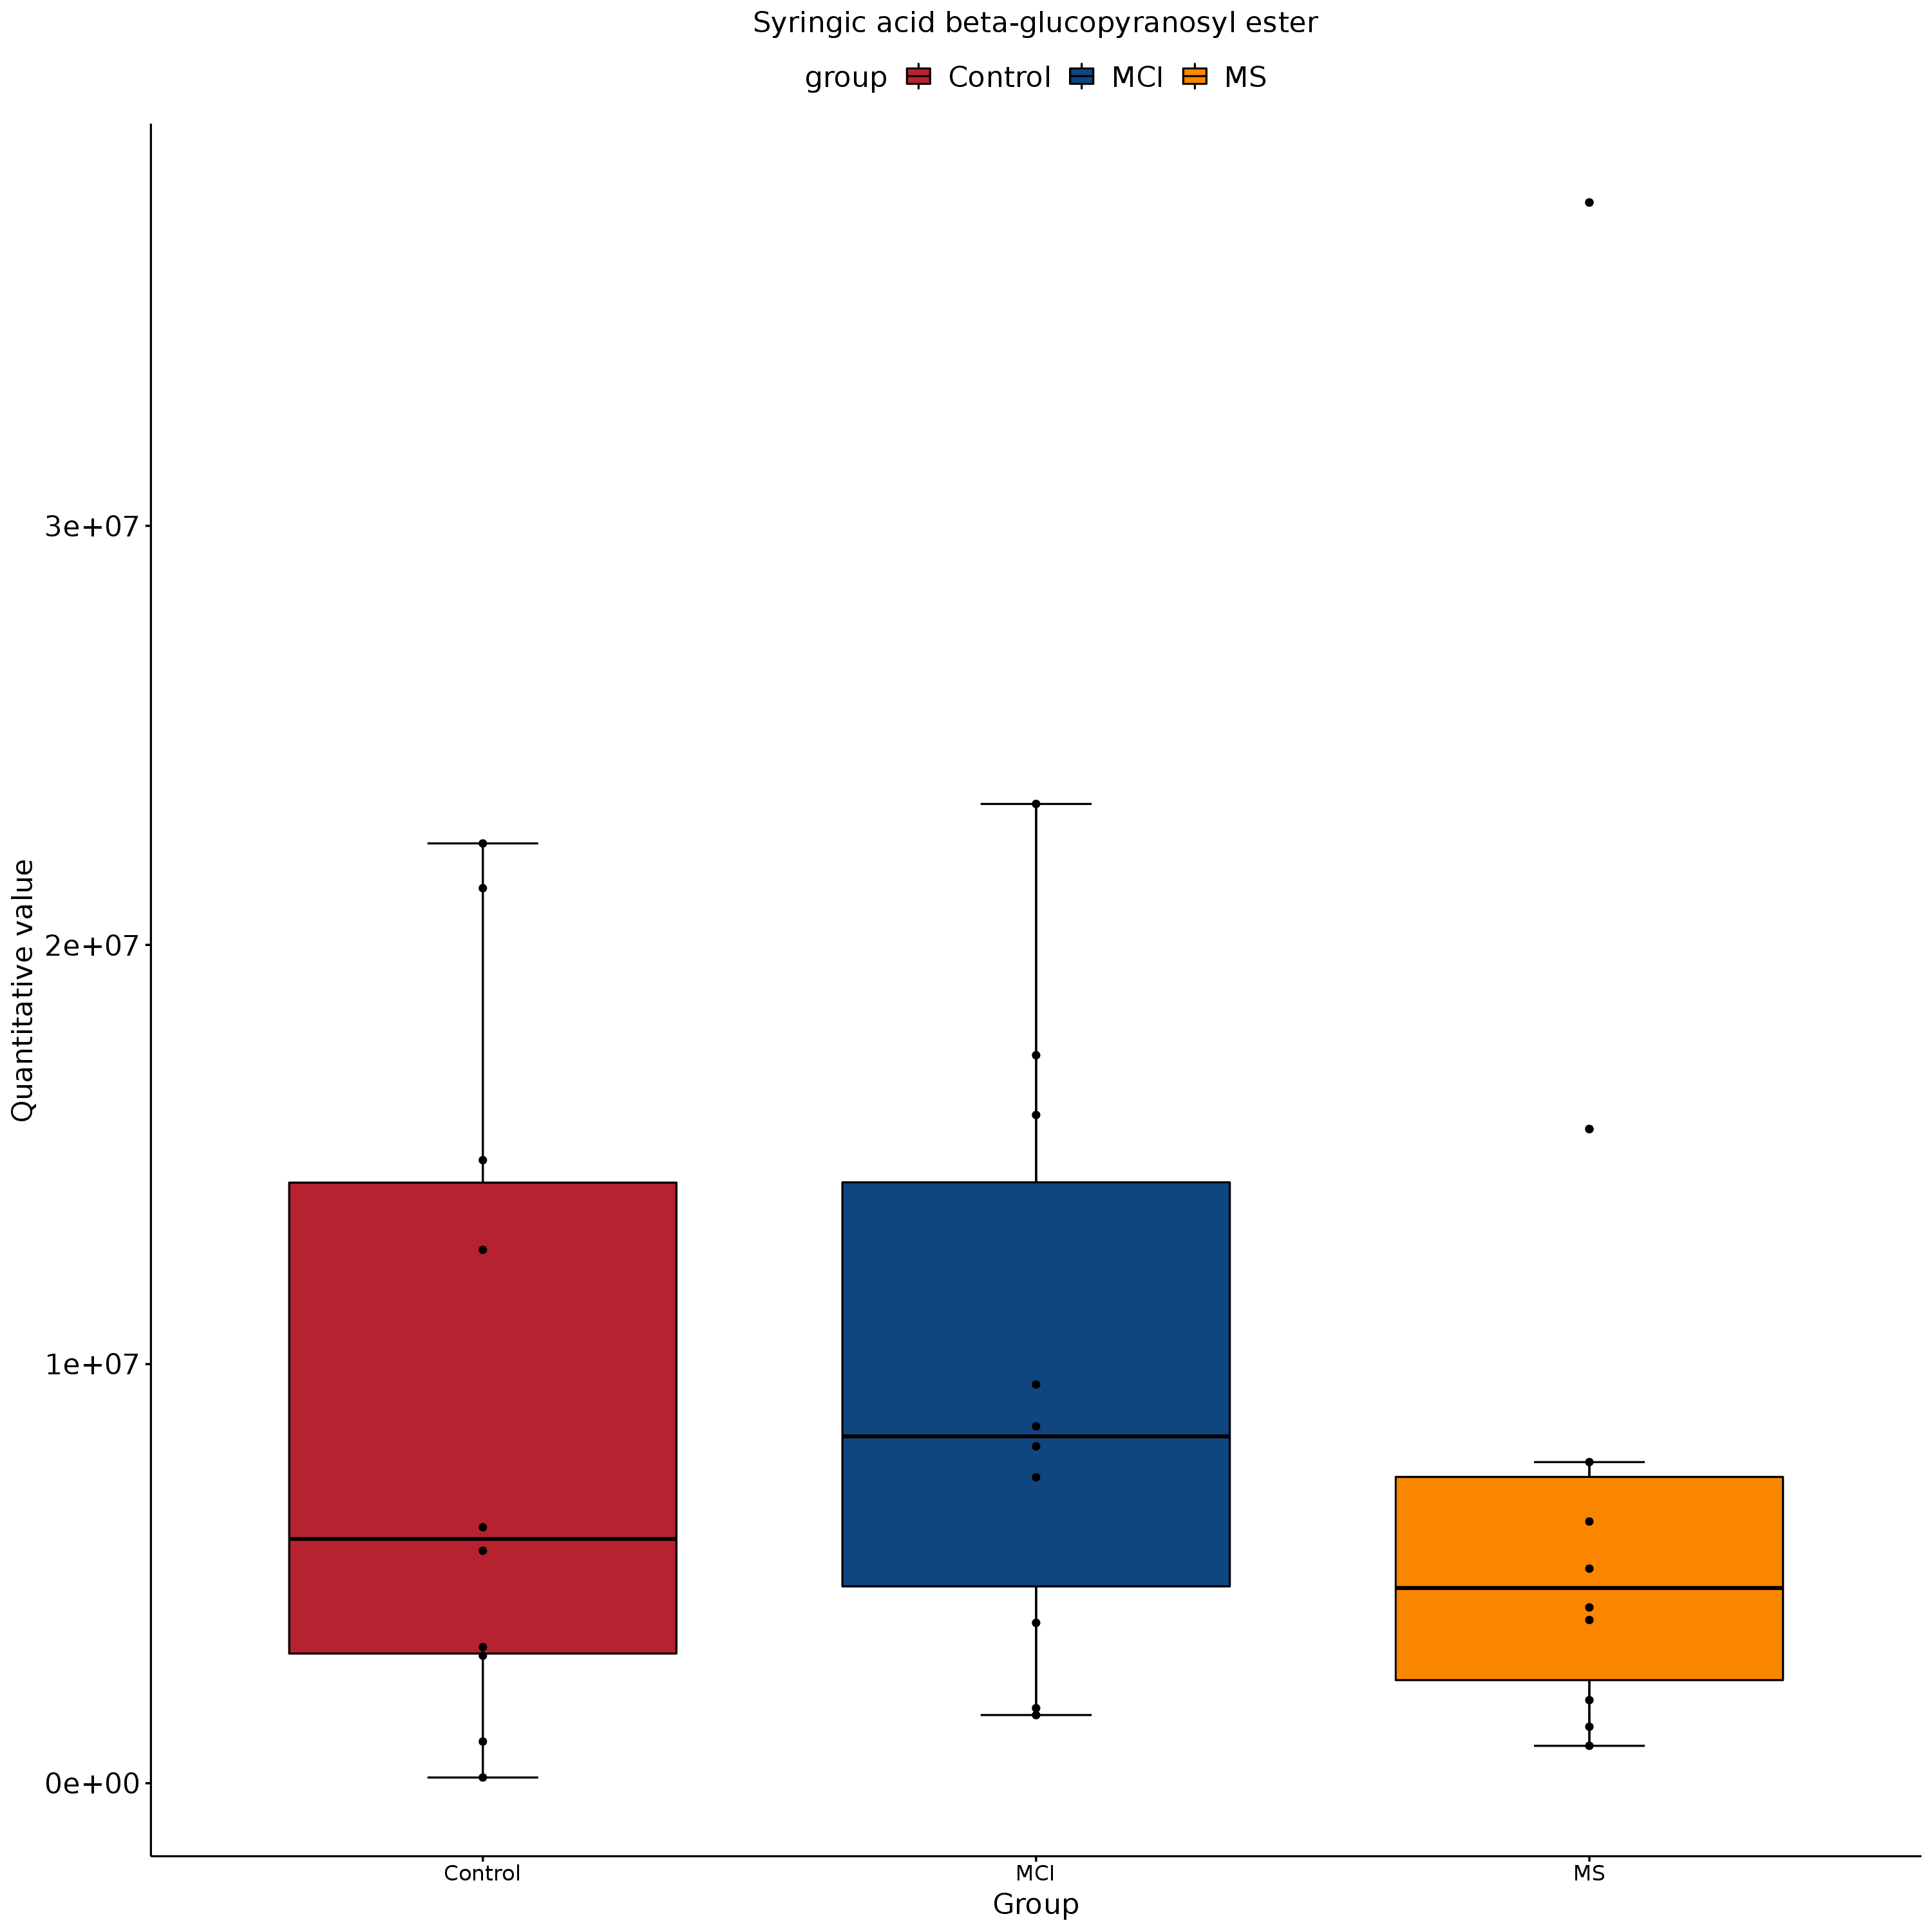 Syringic acid beta-glucopyranosyl ester
group Control MCI MS
Quantitative value
3e+07
2e+07
1e+07
0e+00
Control MCI MS
Group